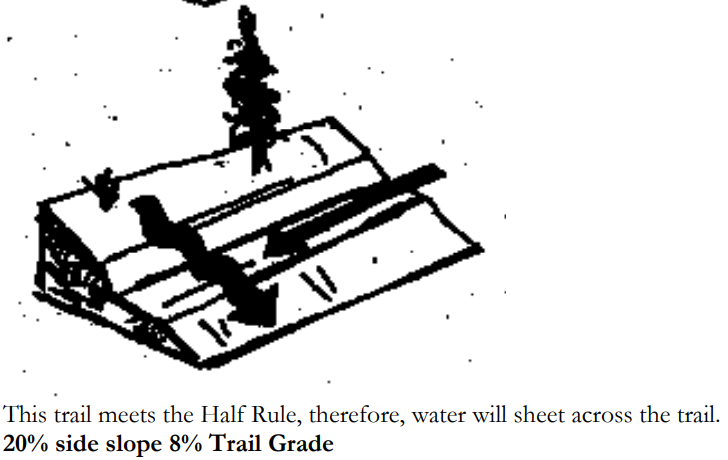 This trail meets the Half Rule, therefore, water will sheet across the trail.
20% side slope 8% Trail Grade